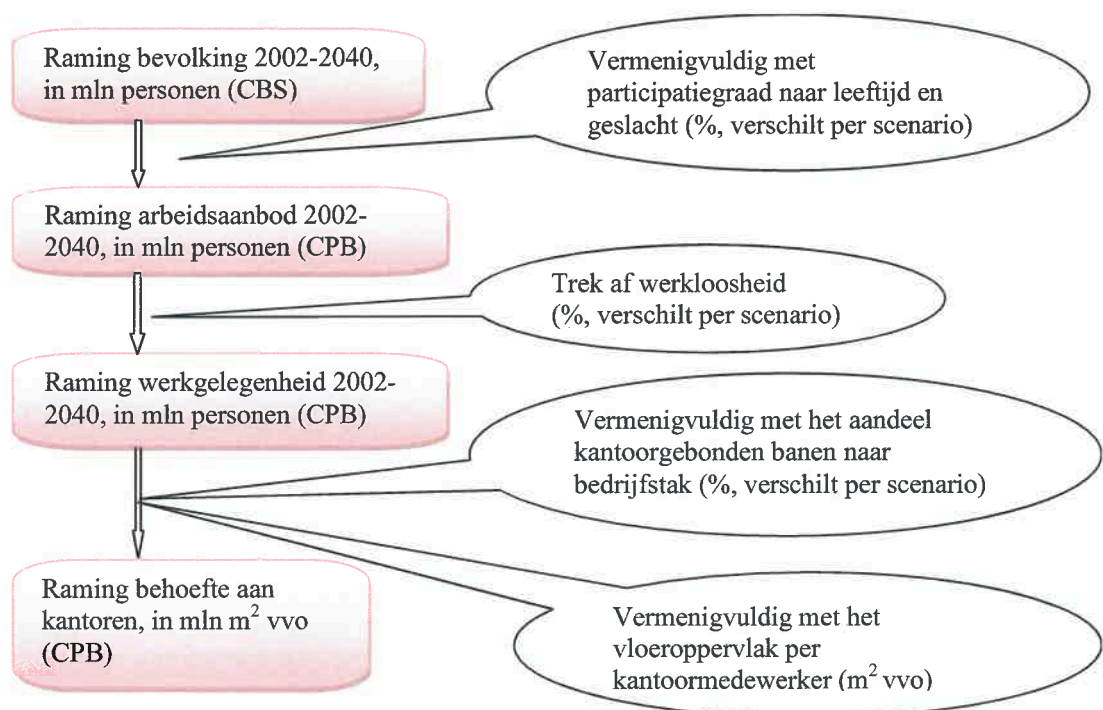 Raming bevolking 2002-2040,
in mln personen (CBS)
Vermenigvuldig met
participatiegraad naar leeftijd en
geslacht (%, verschilt per scenario)
Raming arbeidsaanbod 2002-
2040, in mln personen (CPB)
Trek af werkloosheid
(%, verschilt per scenario)
Raming werkgelegenheid 2002-
2040, in mln personen (CPB)
Vermenigvuldig met het aandeel
kantoorgebonden banen naar
bedrijfstak (%, verschilt per scenario)
Raming behoefte aan
kantoren, in mln m² vvo
(CPB)
Vermenigvuldig met het
vloeroppervlak per
kantoormedewerker (m² vvo)